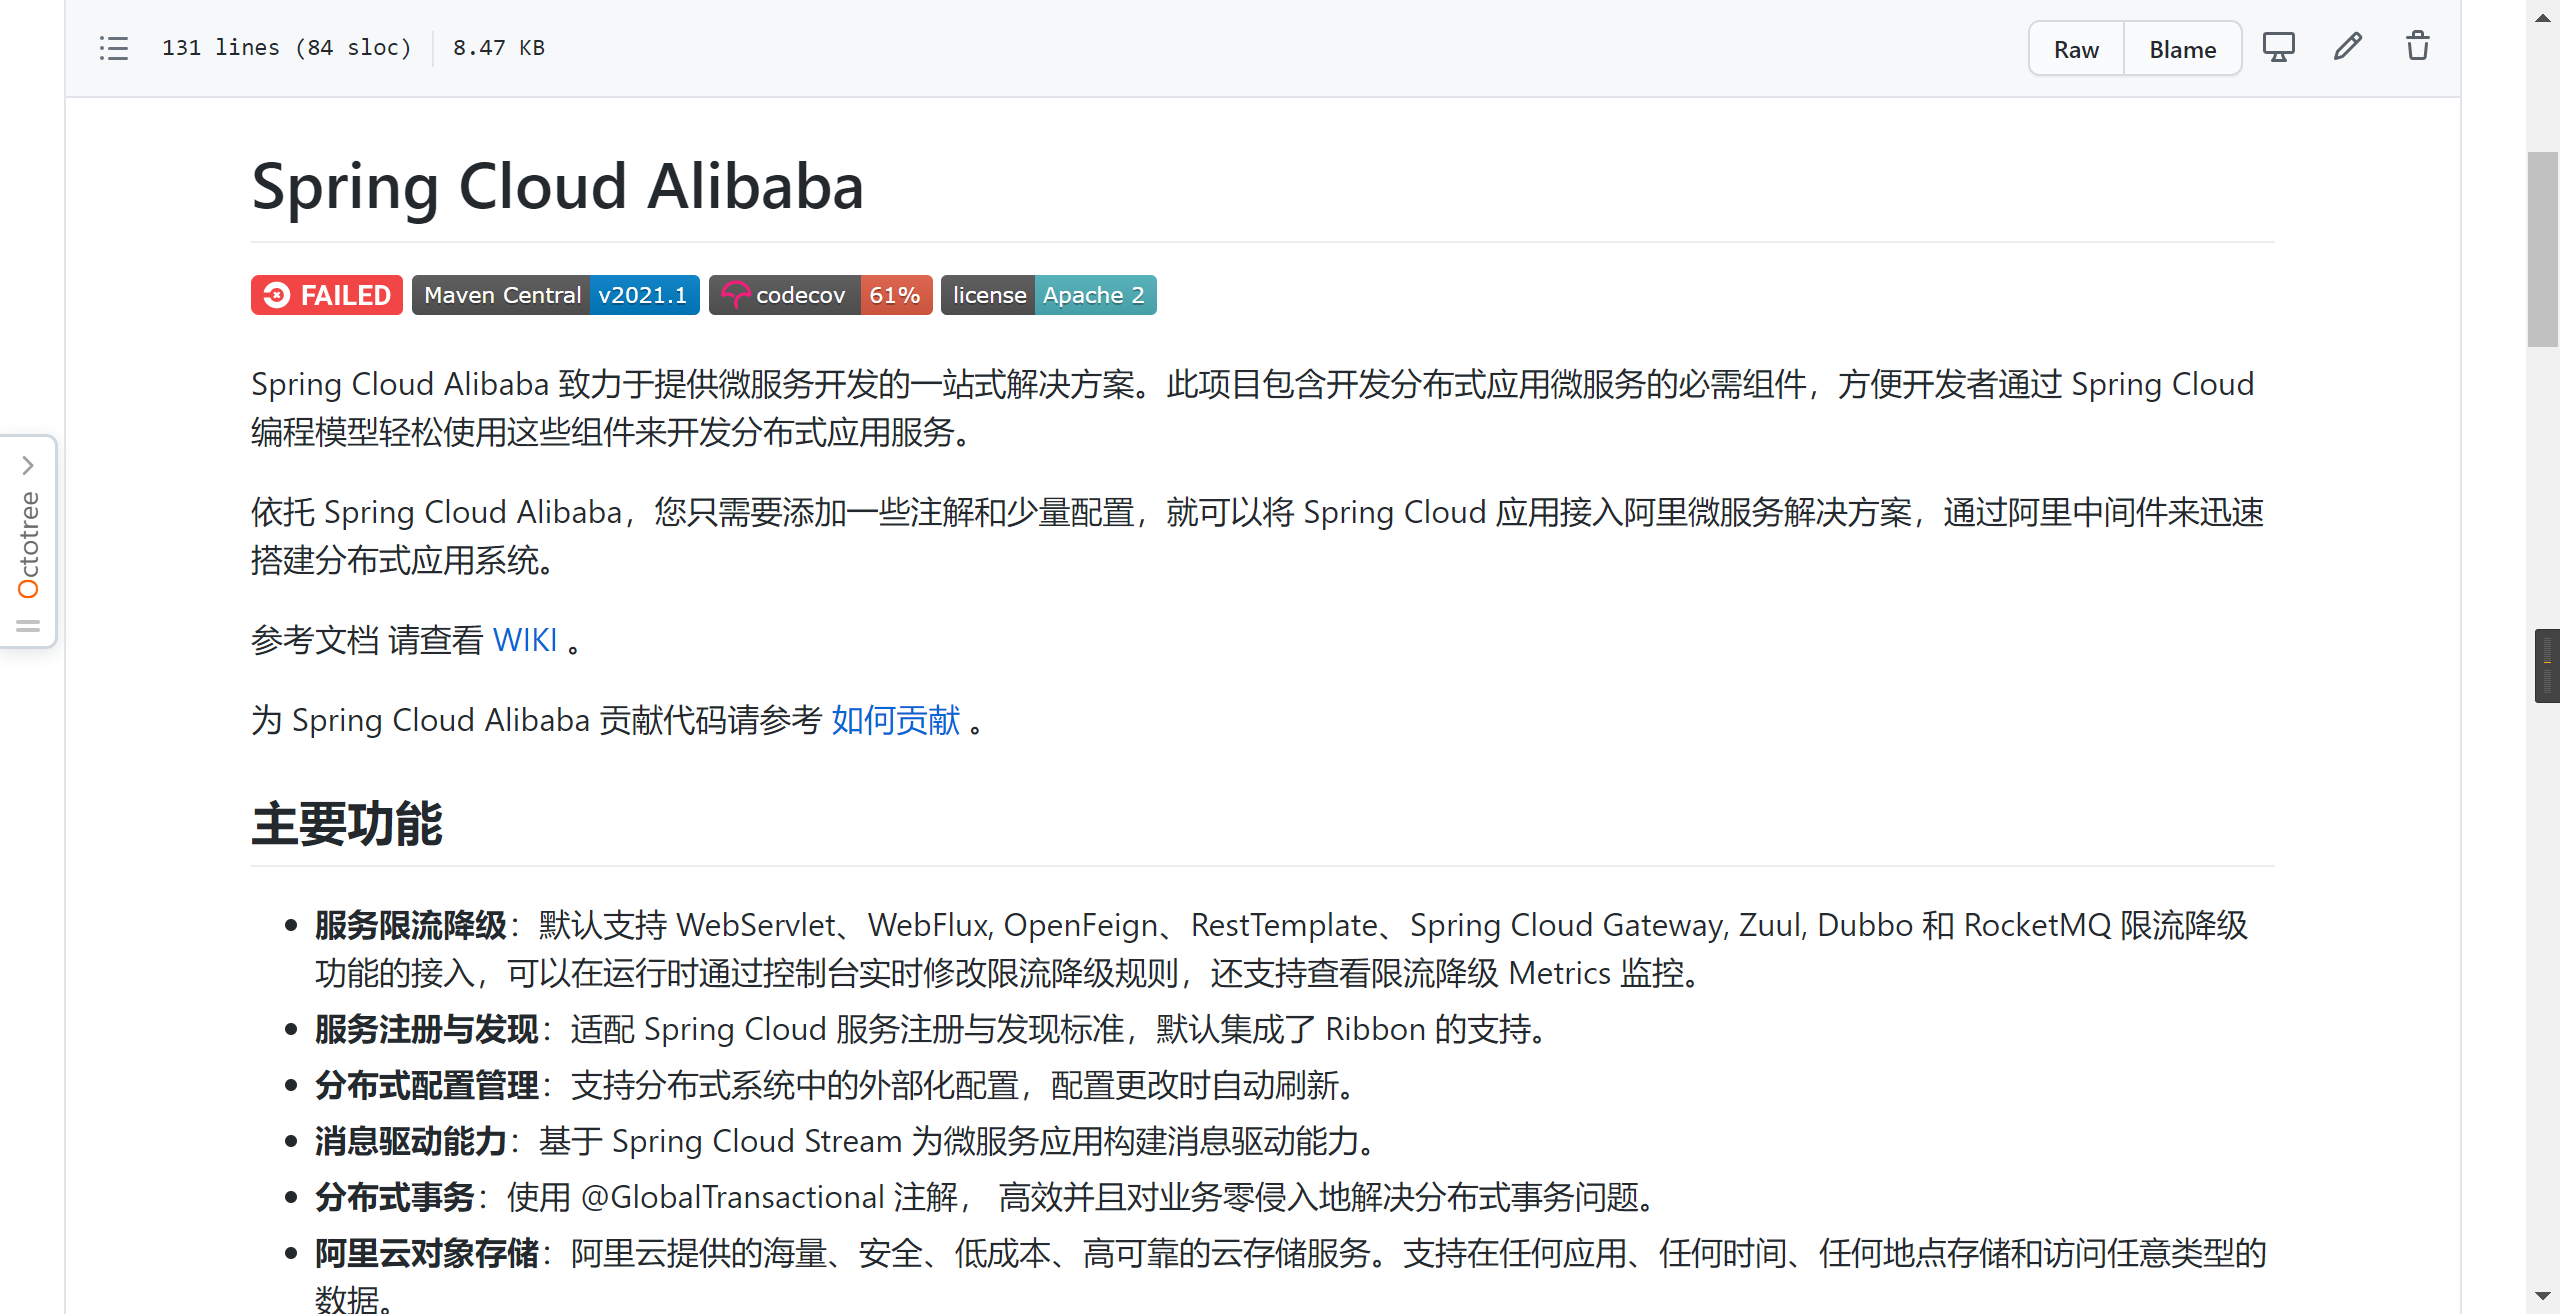 131 lines (84 sloc) 8.47 KB
Raw Blame
Spring Cloud Alibaba
FAILED Maven Central v2021.1 codecov 61% license Apache 2
Spring Cloud Alibaba 致力于提供微服务开发的一站式解决方案。此项目包含开发分布式应用微服务的必需组件，方便开发者通过 Spring Cloud
编程模型轻松使用这些组件来开发分布式应用服务。
依托 Spring Cloud Alibaba，您只需要添加一些注解和少量配置，就可以将 Spring Cloud 应用接入阿里微服务解决方案，通过阿里中间件来迅速
搭建分布式应用系统。
Octotree
参考文档 请查看 WIKI 。
为 Spring Cloud Alibaba 贡献代码请参考 如何贡献 。
主要功能
服务限流降级：默认支持 WebServlet、WebFlux, OpenFeign、RestTemplate、Spring Cloud Gateway, Zuul, Dubbo 和 RocketMQ 限流降级
功能的接入，可以在运行时通过控制台实时修改限流降级规则，还支持查看限流降级 Metrics 监控。
服务注册与发现：适配 Spring Cloud 服务注册与发现标准，默认集成了 Ribbon 的支持。
分布式配置管理：支持分布式系统中的外部化配置，配置更改时自动刷新。
消息驱动能力：基于 Spring Cloud Stream 为微服务应用构建消息驱动能力。
分布式事务：使用 @GlobalTransactional 注解， 高效并且对业务零侵入地解决分布式事务问题。
阿里云对象存储：阿里云提供的海量、安全、低成本、高可靠的云存储服务。支持在任何应用、任何时间、任何地点存储和访问任意类型的
数据。